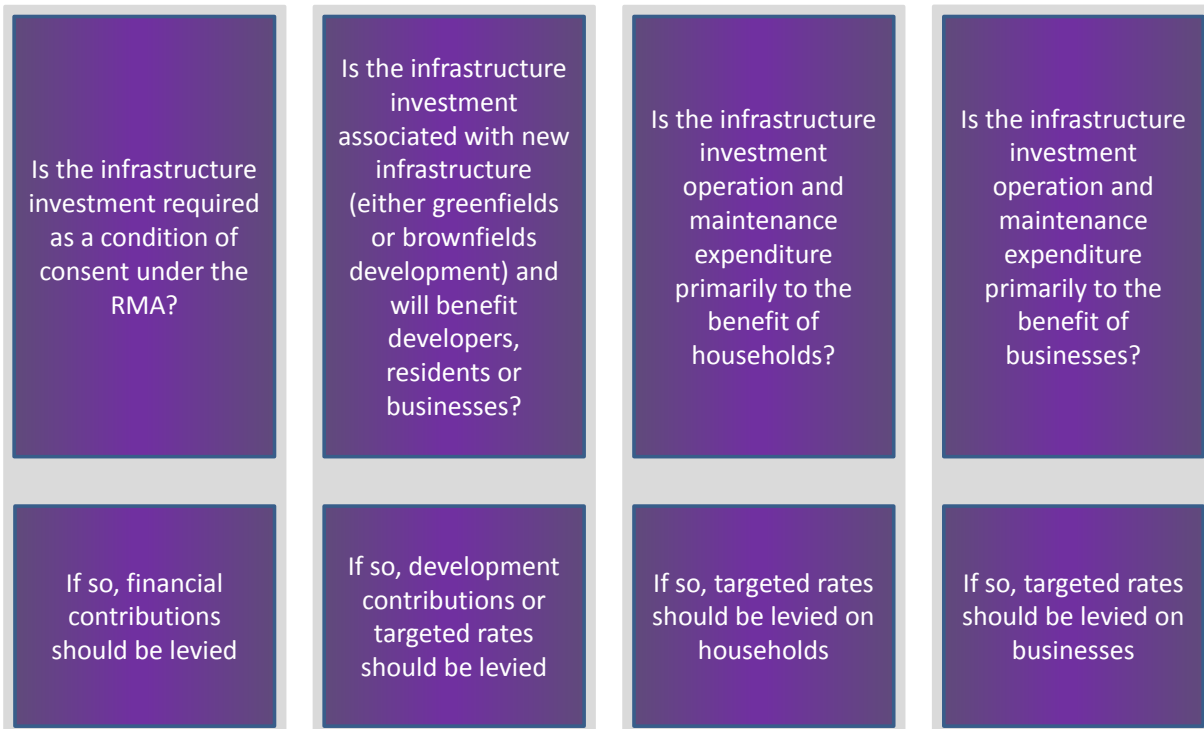 Is the infrastructure
investment required
as a condition of
consent under the
RMA?
Is the infrastructure
investment
associated with new
infrastructure
(either greenfields
or brownfields
development) and
will benefit
developers,
residents or
businesses?
Is the infrastructure
investment
operation and
maintenance
expenditure
primarily to the
benefit of
households?
Is the infrastructure
investment
operation and
maintenance
expenditure
primarily to the
benefit of
businesses?
If so, financial
contributions
should be levied
If so, development
contributions or
targeted rates
should be levied
If so, targeted rates
should be levied on
households
If so, targeted rates
should be levied on
businesses